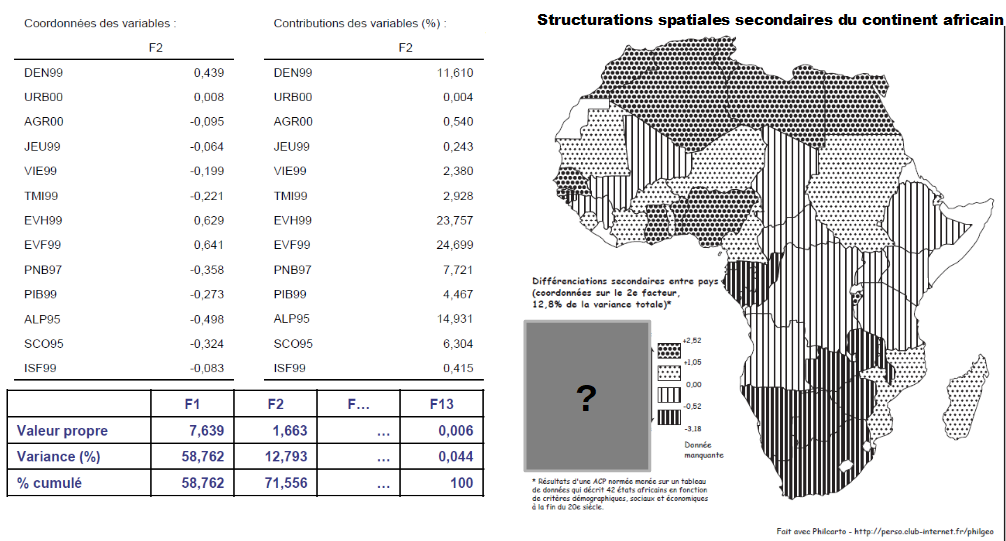 Coordonnées des variables :
F2
DEN99 0,439
URB00 0,008
AGR00 -0,095
JEU99 -0,064
VIE99 -0,199
TMI99 -0,221
EVH99 0,629
EVF99 0,641
PNB97 -0,358
PIB99 -0,273
ALP95 -0,498
SCO95 -0,324
ISF99 -0,083
Contributions des variables (%) :
F2
DEN99 11,610
URB00 0,004
AGR00 0,540
JEU99 0,243
VIE99 2,380
TMI99 2,928
EVH99 23,757
EVF99 24,699
PNB97 7,721
PIB99 4,467
ALP95 14,931
SCO95 6,304
ISF99 0,415
F1 F2 F... F13
Valeur propre 7,639 1,663 ... 0,006
Variance (%) 58,762 12,793 ... 0,044
% cumulé 58,762 71,556 ... 100
Structurations spatiales secondaires du continent africain
Différenciations secondaires entre pays
(coordonnées sur le 2e facteur,
12,8% de la variance totale)*
?
+2,52
+1,05
0,00
-0,52
-3,18
Donnée
manquante
* Résultats d'une ACP normée menée sur un tableau
de données qui décrit 42 états africains en fonction
de critères démographiques, sociaux et économiques
à la fin du 20e siécle.
Fait avec Philcarto - http://perso.club-internet.fr/philgeo